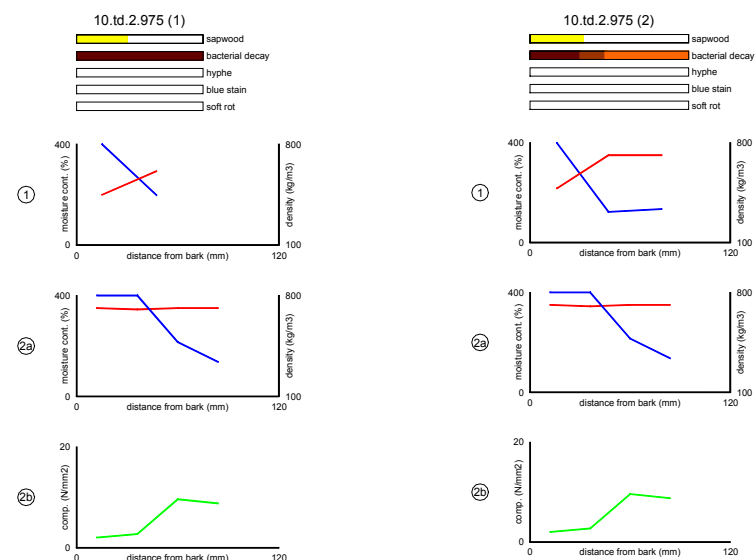 10.td.2.975 (1)
sapwood
bacterial decay
hyphe
blue stain
soft rot
1
400
0
moisture cont. (%)
800
100
density (kg/m3)
0
distance from bark (mm)
120
2a
400
0
moisture cont. (%)
800
100
density (kg/m3)
0
distance from bark (mm)
120
2b
20
0
comp. (N/mm2)
0
distance from bark (mm)
120
10.td.2.975 (2)
sapwood
bacterial decay
hyphe
blue stain
soft rot
1
400
0
moisture cont. (%)
800
100
density (kg/m3)
0
distance from bark (mm)
120
2a
400
0
moisture cont. (%)
800
100
density (kg/m3)
0
distance from bark (mm)
120
2b
20
0
comp. (N/mm2)
0
distance from bark (mm)
120